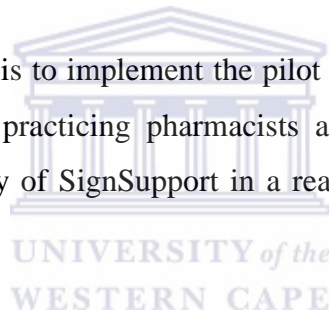 is to implement the pilot
practicing pharmacists a
y of SignSupport in a rea
UNIVERSITY of the
WESTERN CAPE